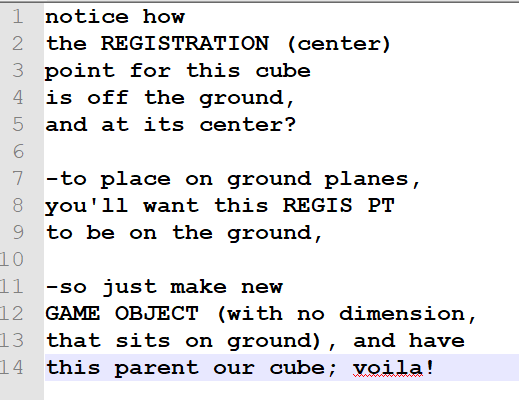 1 notice how
2 the REGISTRATION (center)
3 point for this cube
4 is off the ground,
5 and at its center?
6
7 -to place on ground planes,
8 you'll want this REGIS PT
9 to be on the ground,
10
11 -so just make new
12 GAME OBJECT (with no dimension,
13 that sits on ground), and have
14 this parent our cube; voila!